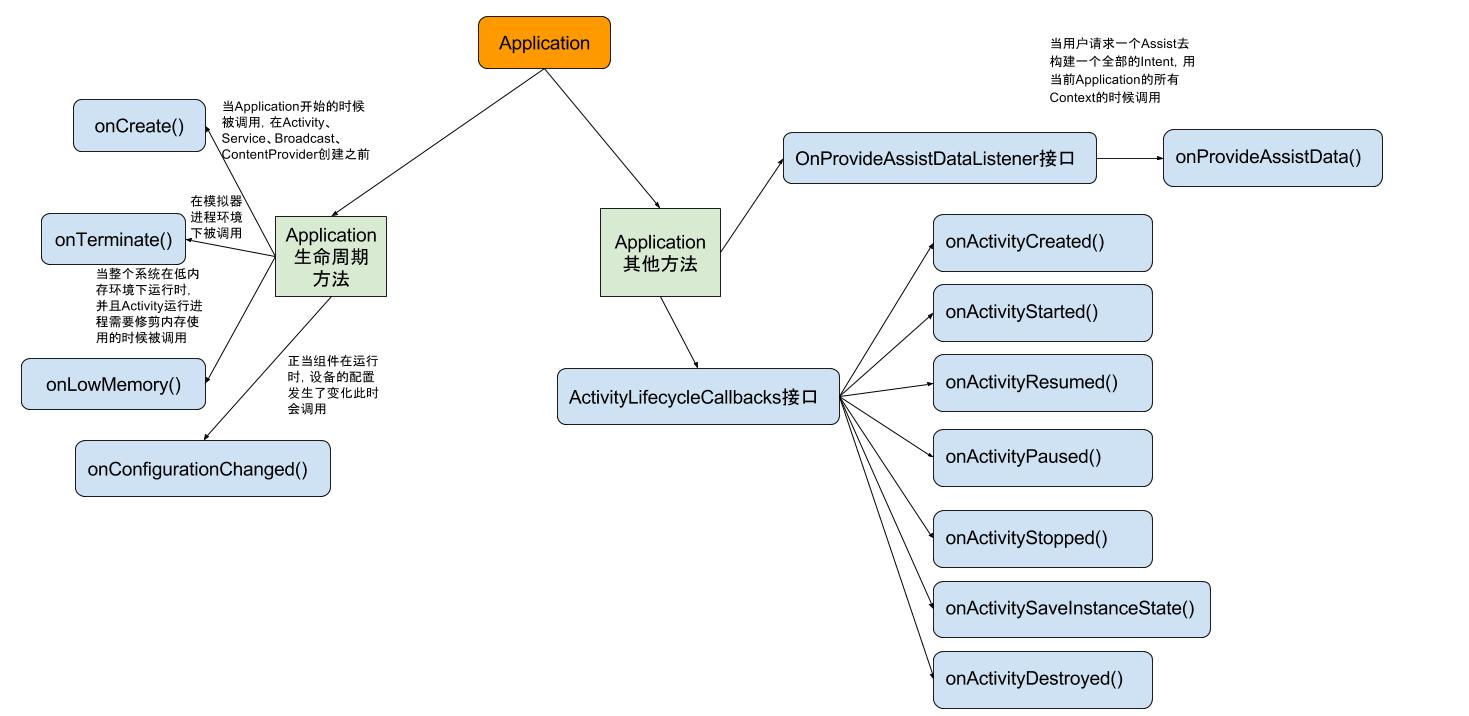 Application
当用户请求一个Assist去
构建一个全部的Intent, 用
当前Application的所有
Context的时候调用
onCreate()
当Application开始的时候
被调用, 在Activity、
Service、Broadcast、
ContentProvider创建之前
OnProvideAssistDataListener接口
onProvideAssistData()
在模拟器
进程环境
下被调用
onTerminate()
Application
生命周期
方法
Application
其他方法
onActivityCreated()
当整个系统在低内
存环境下运行时,
并且Activity运行进
程需要修剪内存使
用的时候被调用
onActivityStarted()
onLowMemory()
正当组件在运行
时, 设备的配置
发生了变化此时
会调用
ActivityLifecycleCallbacks接口
onActivityResumed()
onConfigurationChanged()
onActivityPaused()
onActivityStopped()
onActivitySaveInstanceState()
onActivityDestroyed()